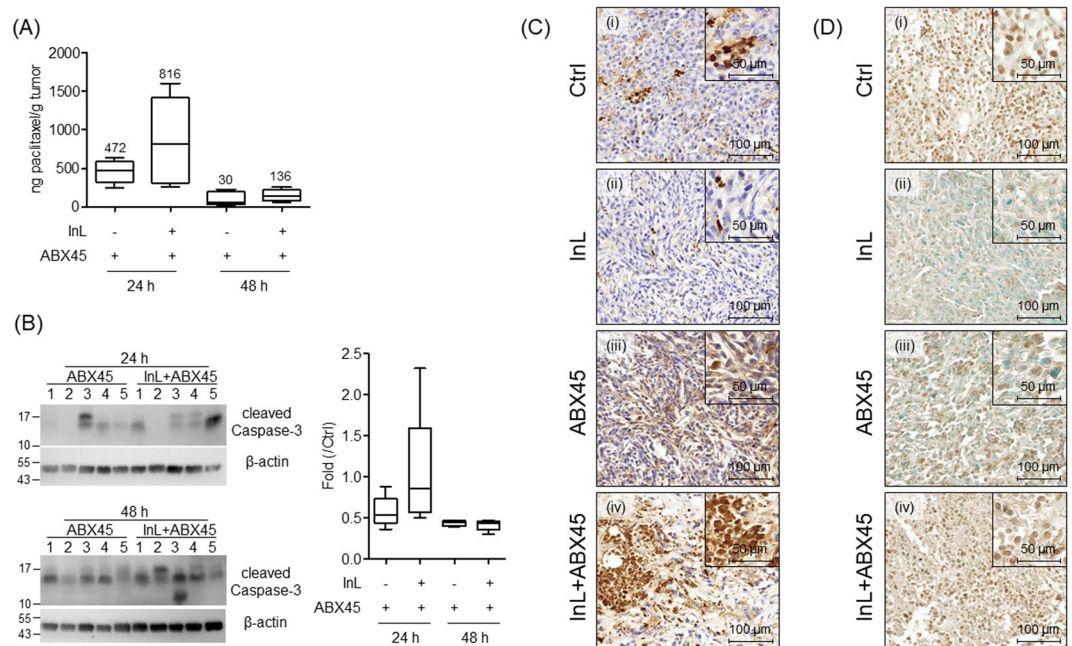 (A)
2000
1500
1000
500
0
ng paclitaxel/g tumor
472
816
30
136
InL - + - +
ABX45 + + + +
24 h 48 h
(B)
24 h
ABX45 InL+ABX45
1 2 3 4 5 1 2 3 4 5
17
10
cleaved
Caspase-3
55
43
β-actin
48 h
ABX45 InL+ABX45
1 2 3 4 5 1 2 3 4 5
17
10
cleaved
Caspase-3
55
43
β-actin
2.5
2.0
1.5
1.0
0.5
0.0
Fold (/Ctrl)
InL - + - +
ABX45 + + + +
24 h 48 h
(C)
Ctrl
(i)
50 µm
100 µm
InL
(ii)
50 µm
100 µm
ABX45
(iii)
50 µm
100 µm
InL+ABX45
(iv)
50 µm
100 µm
(D)
Ctrl
(i)
50 µm
100 µm
InL
(ii)
50 µm
100 µm
ABX45
(iii)
50 µm
100 µm
InL+ABX45
(iv)
50 µm
100 µm